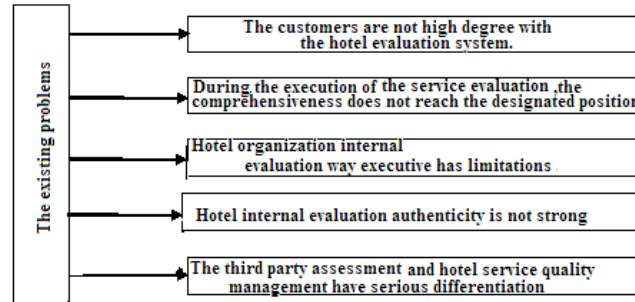 The existing problems
The customers are not high degree with
the hotel evaluation system.
During the execution of the service evaluation ,the
comprehensiveness does not reach the designated position
Hotel organization internal
evaluation way executive has limitations .
Hotel internal evaluation authenticity is not strong
The third party assessment and hotel service quality
management have serious differentiation